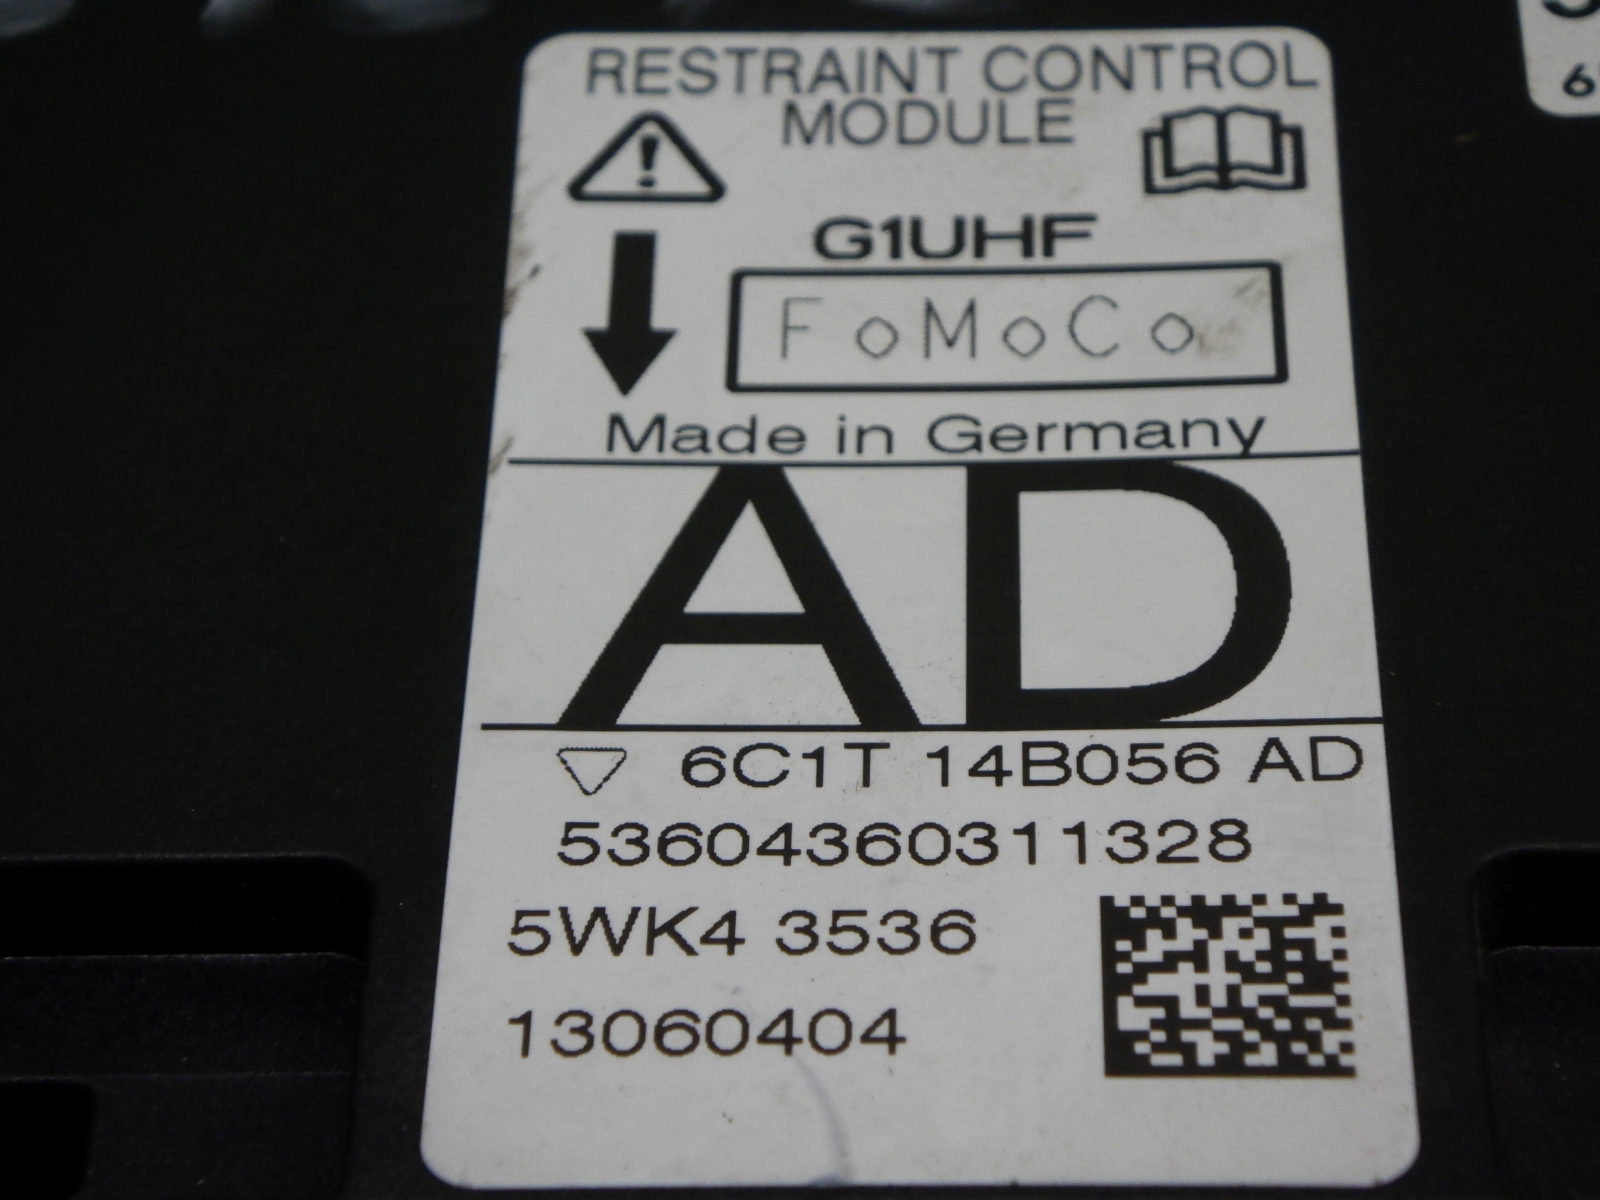 RESTRAINT CONTROL
MODULE
G1UHF
FoMoCo
Made in Germany
AD
6C1T 14B056 AD
53604360311328
5WK4 3536
13060404